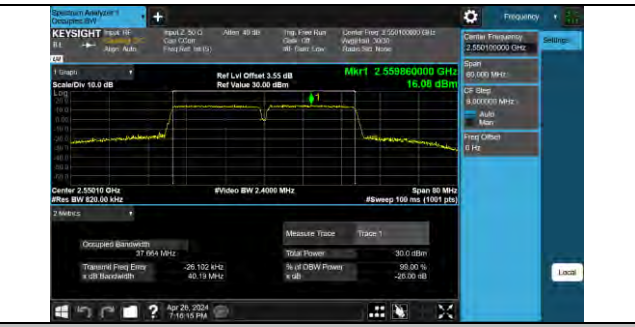 Spectrum Analyzer 1
Occupied BW
Frequency
KEYSIGHT Input: RF
Input Z: 50 Ω
Atten: 40 dB
Trig: Free Run
Center Freq: 2.550100000 GHz
Align: Auto
Gate: Off
Radio Std: None
Center Frequency
2.550100000 GHz
Settings
Span
80.000 MHz
CF Step
8.000000 MHz
Auto
Man
Freq Offset
0 Hz
1 Graph
Scale/Div 10.0 dB
Ref Lvl Offset 3.55 dB
Ref Value 30.00 dBm
Mkr1 2.559860000 GHz
16.08 dBm
Log
Center 2.55010 GHz
#Video BW 2.4000 MHz
Span 80 MHz
#Res BW 820.00 kHz
#Sweep 100 ms (1001 pts)
2 Metrics
Measure Trace
Trace 1
Occupied Bandwidth
37.664 MHz
Total Power
30.0 dBm
Transmit Freq Error
-26.102 kHz
% of OBW Power
99.00 %
x dB Bandwidth
40.19 MHz
x dB
-26.00 dB
Local
Apr 26, 2024
7:16:15 PM